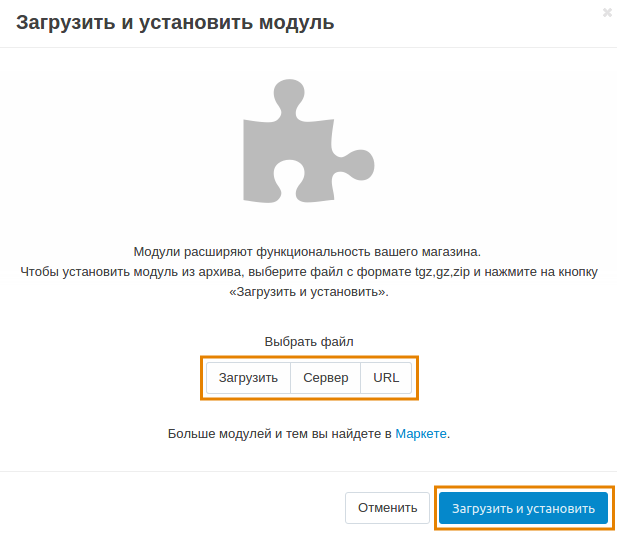 Загрузить и установить модуль
Модули расширяют функциональность вашего магазина.
Чтобы установить модуль из архива, выберите файл с формате tgz,gz,zip и нажмите на кнопку
«Загрузить и установить».
Выбрать файл
Загрузить Сервер URL
Больше модулей и тем вы найдете в Маркете.
Отменить Загрузить и установить